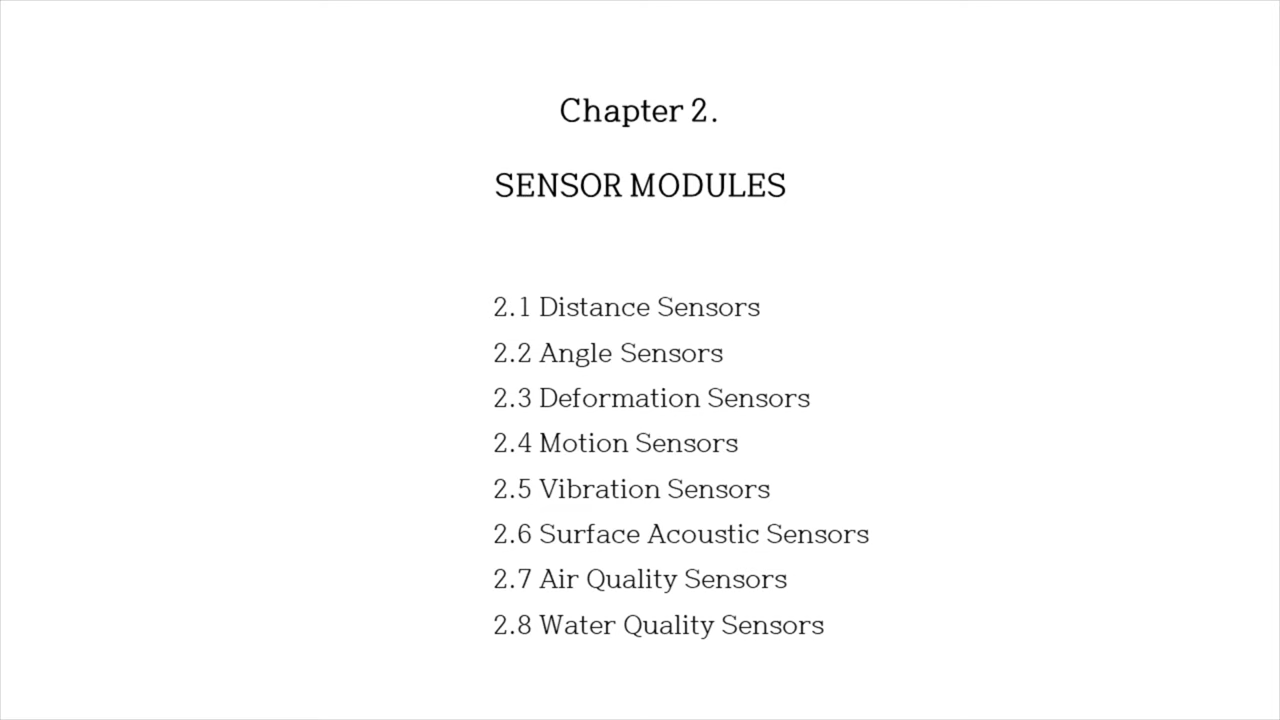 Chapter 2.
SENSOR MODULES
2.1 Distance Sensors
2.2 Angle Sensors
2.3 Deformation Sensors
2.4 Motion Sensors
2.5 Vibration Sensors
2.6 Surface Acoustic Sensors
2.7 Air Quality Sensors
2.8 Water Quality Sensors